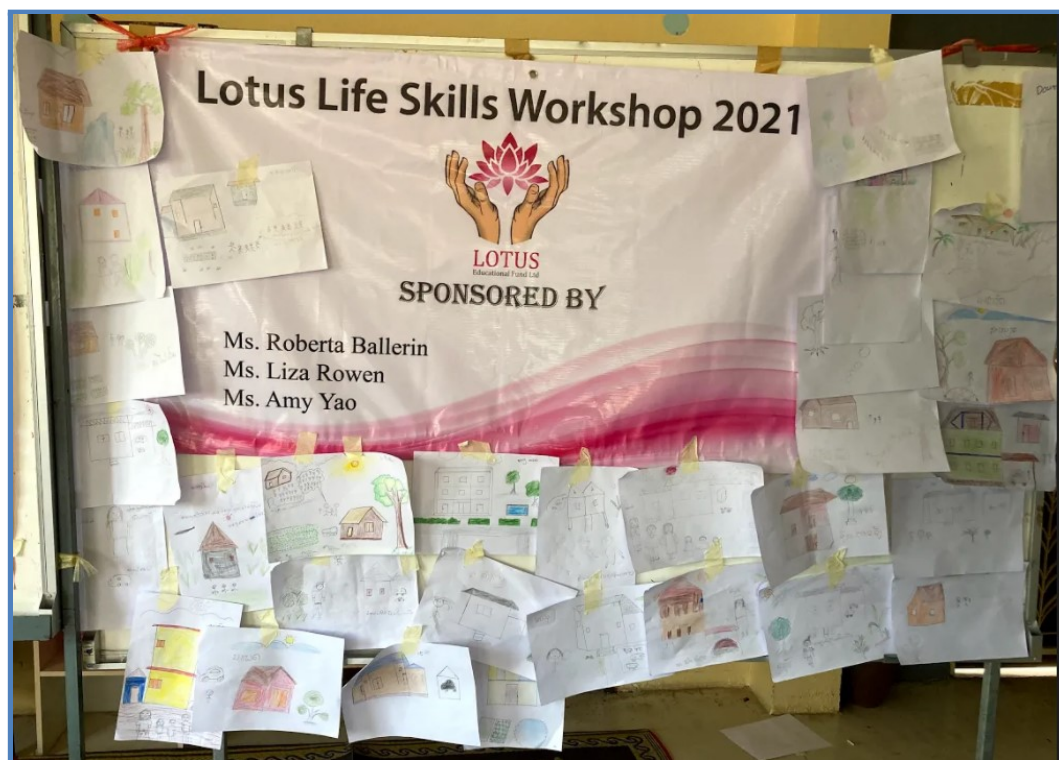 Lotus Life Skills Workshop 2021
LOTUS
Educational Fund Ltd
SPONSORED BY
Ms. Roberta Ballerin
Ms. Liza Rowen
Ms. Amy Yao